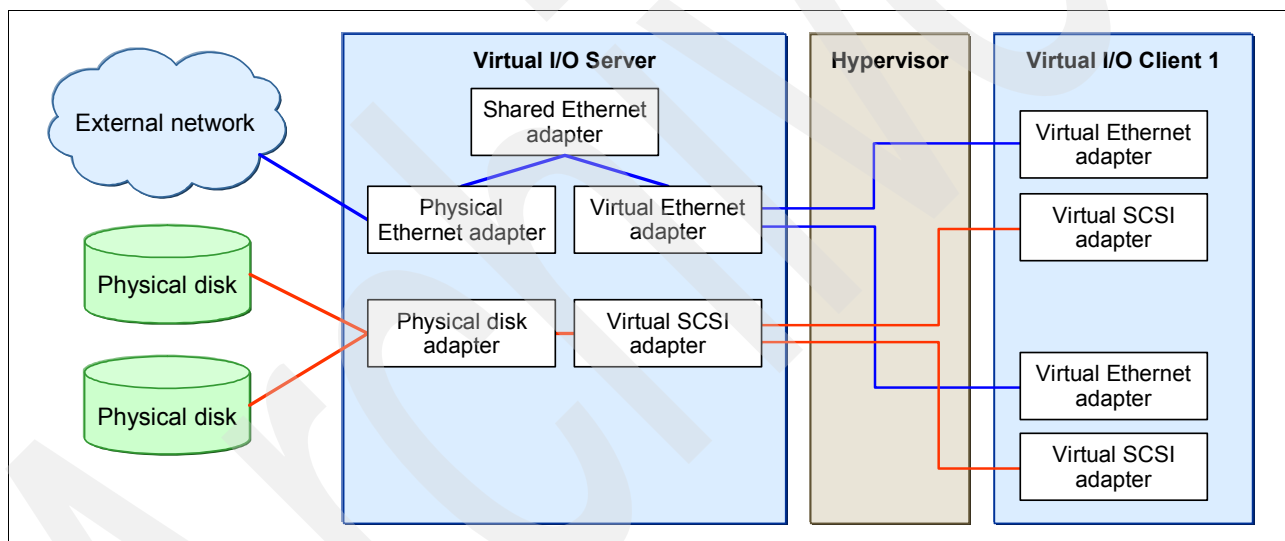 Virtual I/O Server
Hypervisor
Virtual I/O Client 1
External network
Shared Ethernet
adapter
Physical
Ethernet adapter
Virtual Ethernet
adapter
Physical disk
Physical disk
Physical disk
adapter
Virtual SCSI
adapter
Virtual Ethernet
adapter
Virtual SCSI
adapter
Virtual Ethernet
adapter
Virtual SCSI
adapter